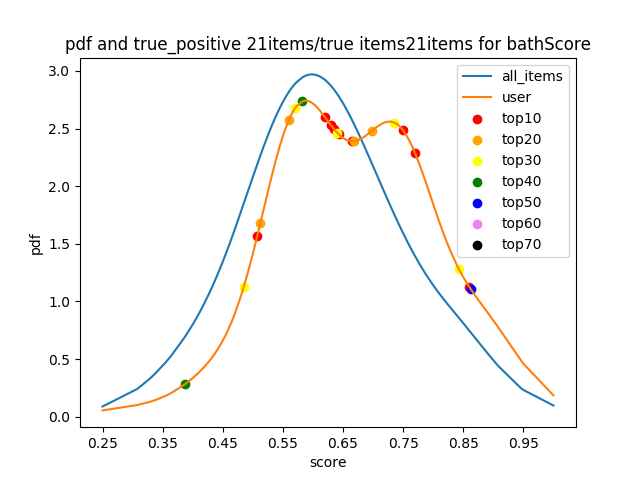 pdf and true_positive 21items/true items21items for bathScore
all_items
user
top10
top20
top30
top40
top50
top60
top70
3.0
2.5
2.0
1.5
1.0
0.5
0.0
pdf
0.25 0.35 0.45 0.55 0.65 0.75 0.85 0.95
score